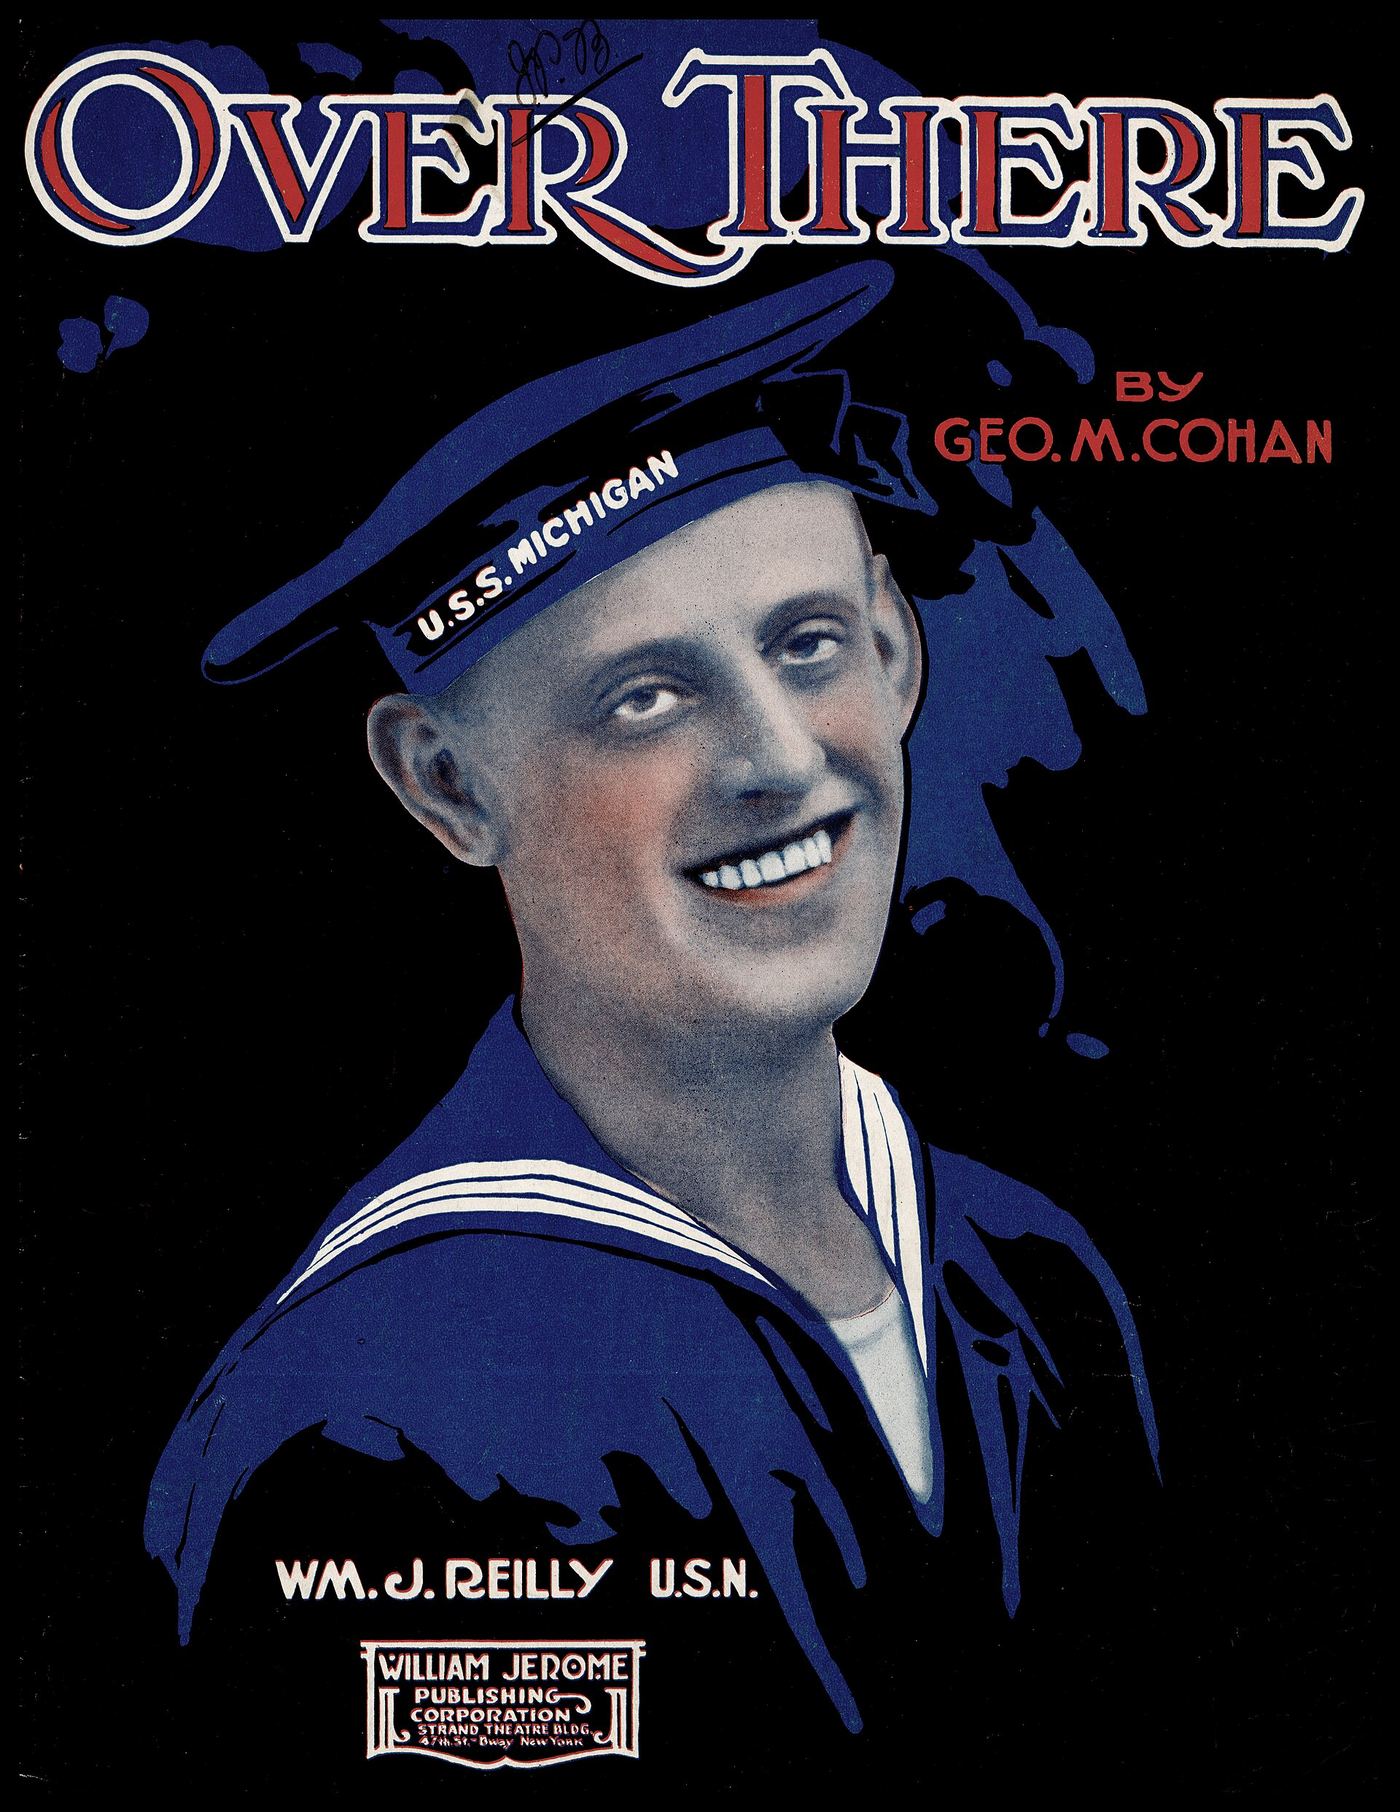 OVER THERE
BY
GEO. M. COHAN
U.S.S. MICHIGAN
WM. J. REILLY U.S.N.
WILLIAM JEROME
PUBLISHING
CORPORATION
STRAND THEATRE BLDG.
47th. St. - Bway New York